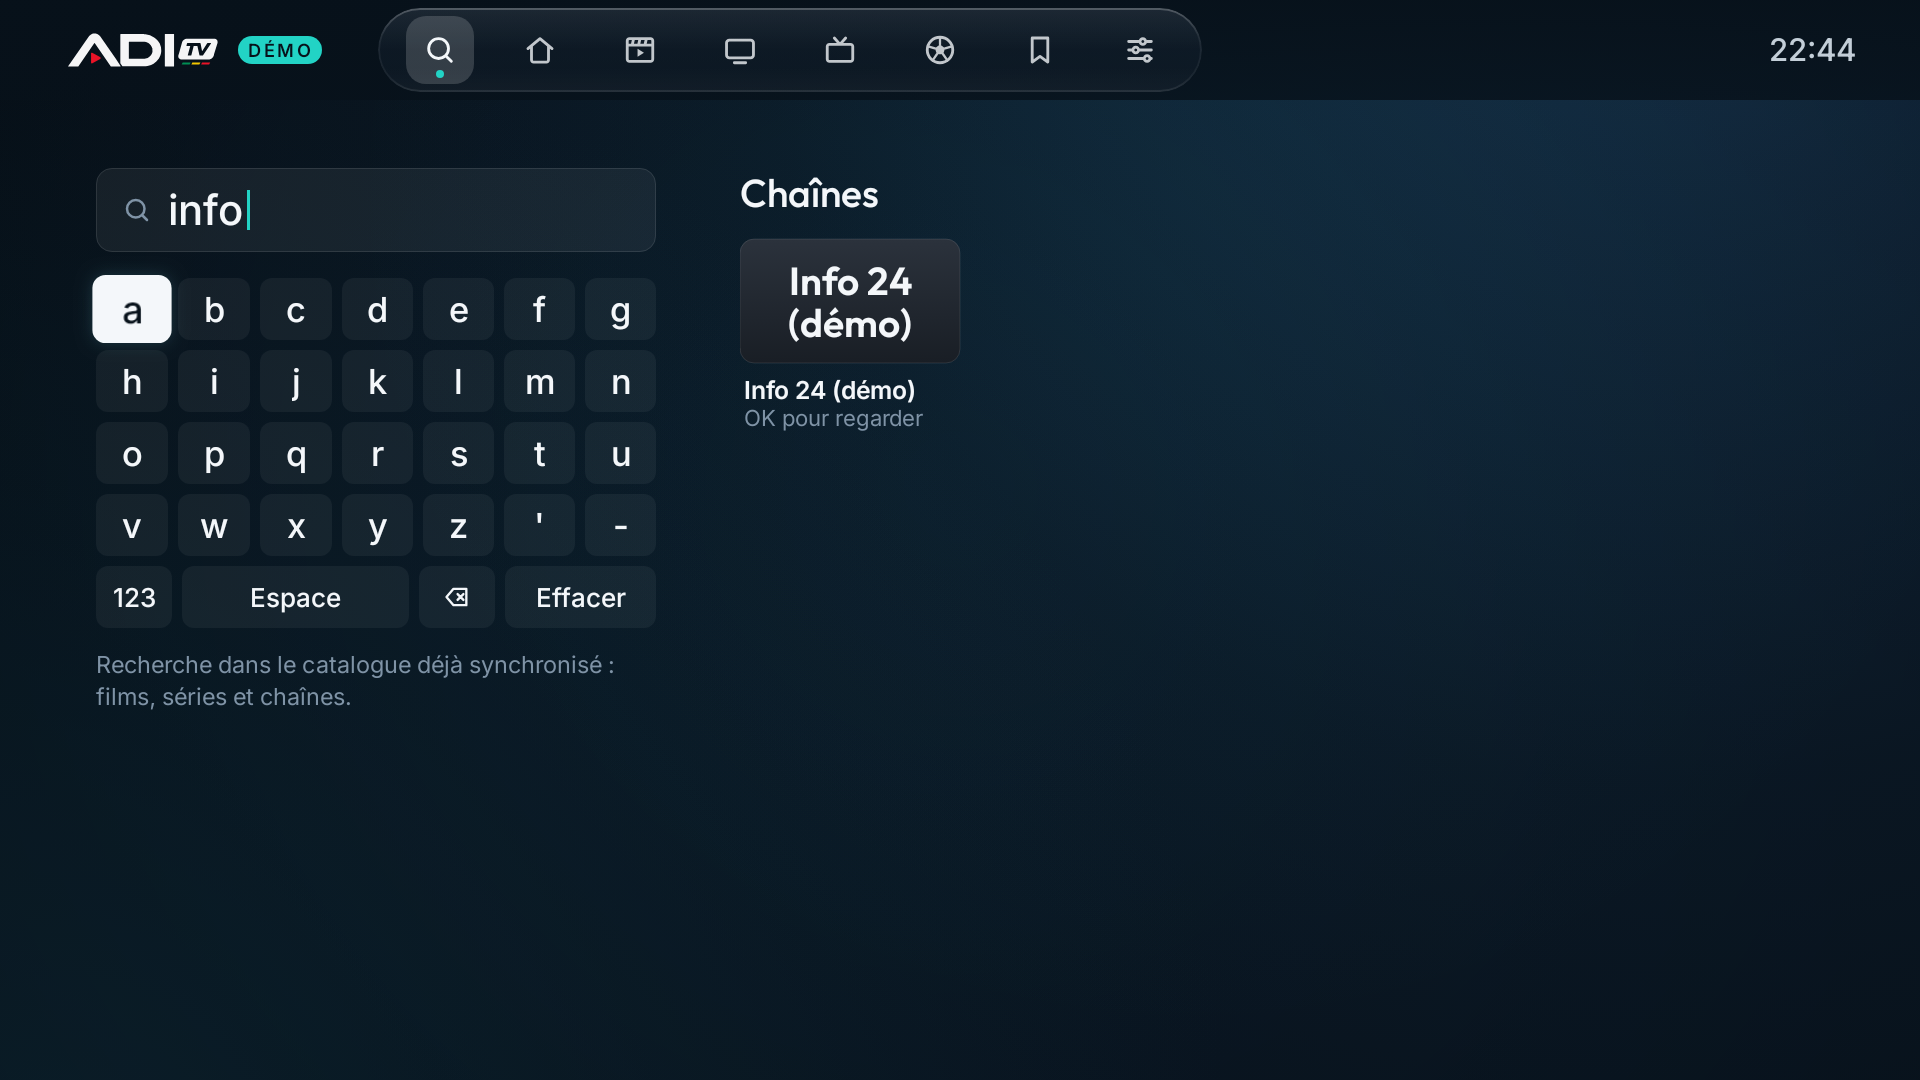 ADI TV DÉMO
22:44
info
Chaînes
a b c d e f g
h i j k l m n
o p q r s t u
v w x y z ' -
123 Espace Effacer
Info 24
(démo)
Info 24 (démo)
OK pour regarder
Recherche dans le catalogue déjà synchronisé :
films, séries et chaînes.